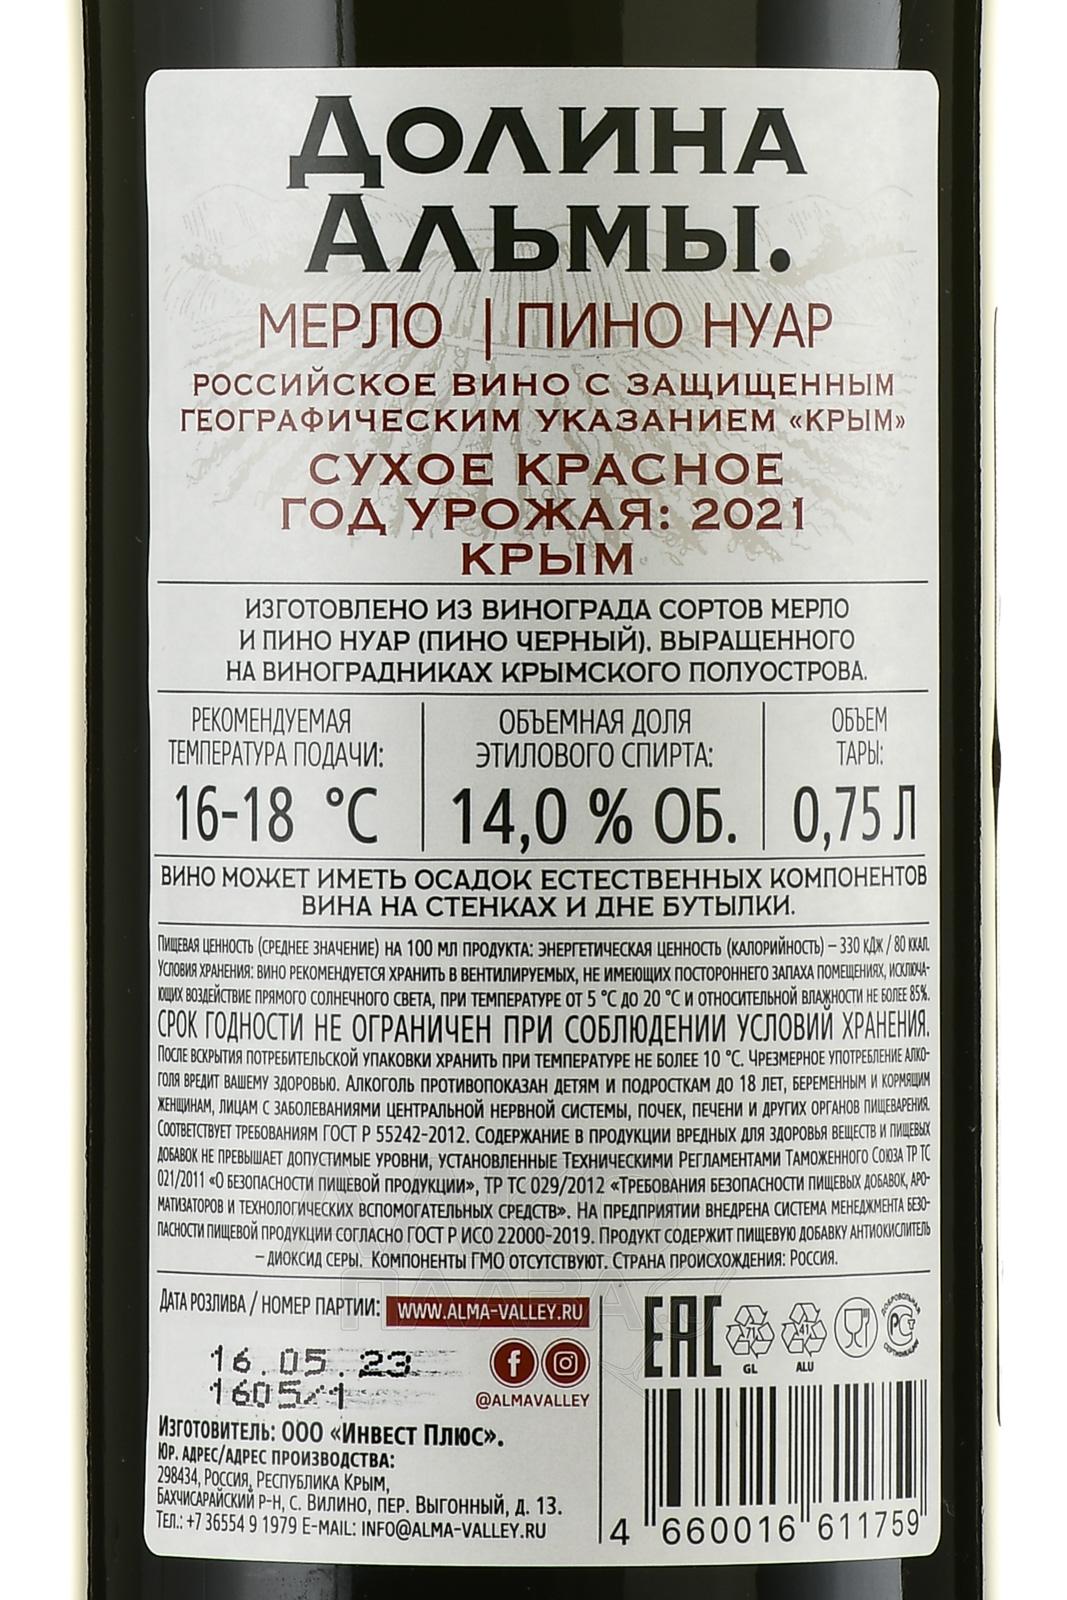 ДОЛИНА
АЛЬМЫ.
МЕРЛО | ПИНО НУАР
РОССИЙСКОЕ ВИНО С ЗАЩИЩЕННЫМ
ГЕОГРАФИЧЕСКИМ УКАЗАНИЕМ «КРЫМ»
СУХОЕ КРАСНОЕ
ГОД УРОЖАЯ: 2021
КРЫМ
ИЗГОТОВЛЕНО ИЗ ВИНОГРАДА СОРТОВ МЕРЛО
И ПИНО НУАР (ПИНО ЧЕРНЫЙ), ВЫРАЩЕННОГО
НА ВИНОГРАДНИКАХ КРЫМСКОГО ПОЛУОСТРОВА.
РЕКОМЕНДУЕМАЯ
ТЕМПЕРАТУРА ПОДАЧИ:
16-18 °C
ОБЪЕМНАЯ ДОЛЯ
ЭТИЛОВОГО СПИРТА:
14,0 % ОБ.
ОБЪЕМ
ТАРЫ:
0,75 Л
ВИНО МОЖЕТ ИМЕТЬ ОСАДОК ЕСТЕСТВЕННЫХ КОМПОНЕНТОВ
ВИНА НА СТЕНКАХ И ДНЕ БУТЫЛКИ.
ПИЩЕВАЯ ЦЕННОСТЬ (СРЕДНЕЕ ЗНАЧЕНИЕ) НА 100 МЛ ПРОДУКТА: ЭНЕРГЕТИЧЕСКАЯ ЦЕННОСТЬ (КАЛОРИЙНОСТЬ) – 330 КДЖ / 80 ККАЛ.
УСЛОВИЯ ХРАНЕНИЯ: ВИНО РЕКОМЕНДУЕТСЯ ХРАНИТЬ В ВЕНТИЛИРУЕМЫХ, НЕ ИМЕЮЩИХ ПОСТОРОННЕГО ЗАПАХА ПОМЕЩЕНИЯХ, ИСКЛЮЧА-
ЮЩИХ ВОЗДЕЙСТВИЕ ПРЯМОГО СОЛНЕЧНОГО СВЕТА, ПРИ ТЕМПЕРАТУРЕ ОТ 5 °C ДО 20 °C И ОТНОСИТЕЛЬНОЙ ВЛАЖНОСТИ НЕ БОЛЕЕ 85%.
СРОК ГОДНОСТИ НЕ ОГРАНИЧЕН ПРИ СОБЛЮДЕНИИ УСЛОВИЙ ХРАНЕНИЯ.
ПОСЛЕ ВСКРЫТИЯ ПОТРЕБИТЕЛЬСКОЙ УПАКОВКИ ХРАНИТЬ ПРИ ТЕМПЕРАТУРЕ НЕ БОЛЕЕ 10 °C. ЧРЕЗМЕРНОЕ УПОТРЕБЛЕНИЕ АЛКО-
ГОЛЯ ВРЕДИТ ВАШЕМУ ЗДОРОВЬЮ. АЛКОГОЛЬ ПРОТИВОПОКАЗАН ДЕТЯМ И ПОДРОСТКАМ ДО 18 ЛЕТ, БЕРЕМЕННЫМ И КОРМЯЩИМ
ЖЕНЩИНАМ, ЛИЦАМ С ЗАБОЛЕВАНИЯМИ ЦЕНТРАЛЬНОЙ НЕРВНОЙ СИСТЕМЫ, ПОЧЕК, ПЕЧЕНИ И ДРУГИХ ОРГАНОВ ПИЩЕВАРЕНИЯ.
СООТВЕТСТВУЕТ ТРЕБОВАНИЯМ ГОСТ Р 55242-2012. СОДЕРЖАНИЕ В ПРОДУКЦИИ ВРЕДНЫХ ДЛЯ ЗДОРОВЬЯ ВЕЩЕСТВ И ПИЩЕВЫХ
ДОБАВОК НЕ ПРЕВЫШАЕТ ДОПУСТИМЫЕ УРОВНИ, УСТАНОВЛЕННЫЕ ТЕХНИЧЕСКИМИ РЕГЛАМЕНТАМИ ТАМОЖЕННОГО СОЮЗА ТР ТС
021/2011 «О БЕЗОПАСНОСТИ ПИЩЕВОЙ ПРОДУКЦИИ», ТР ТС 029/2012 «ТРЕБОВАНИЯ БЕЗОПАСНОСТИ ПИЩЕВЫХ ДОБАВОК, АРО-
МАТИЗАТОРОВ И ТЕХНОЛОГИЧЕСКИХ ВСПОМОГАТЕЛЬНЫХ СРЕДСТВ». НА ПРЕДПРИЯТИИ ВНЕДРЕНА СИСТЕМА МЕНЕДЖМЕНТА БЕЗО-
ПАСНОСТИ ПИЩЕВОЙ ПРОДУКЦИИ СОГЛАСНО ГОСТ Р ИСО 22000-2019. ПРОДУКТ СОДЕРЖИТ ПИЩЕВУЮ ДОБАВКУ АНТИОКИСЛИТЕЛЬ
– ДИОКСИД СЕРЫ. КОМПОНЕНТЫ ГМО ОТСУТСТВУЮТ. СТРАНА ПРОИСХОЖДЕНИЯ: РОССИЯ.
ДАТА РОЗЛИВА / НОМЕР ПАРТИИ:
WWW.ALMA-VALLEY.RU
16.05.23
1605/1
@ALMAVALLEY
ИЗГОТОВИТЕЛЬ: ООО «ИНВЕСТ ПЛЮС».
ЮР. АДРЕС/АДРЕС ПРОИЗВОДСТВА:
298434, РОССИЯ, РЕСПУБЛИКА КРЫМ,
БАХЧИСАРАЙСКИЙ Р-Н, С. ВИЛИНО, ПЕР. ВЫГОННЫЙ, Д. 13.
ТЕЛ.: +7 36554 9 1979 E-MAIL: INFO@ALMA-VALLEY.RU
EAC
71
GL
41
ALU
ДОБРОВОЛЬНАЯ
РСТ
СЕРТИФИКАЦИЯ
4 660016 611759
АЛКО
ПЛАЗА